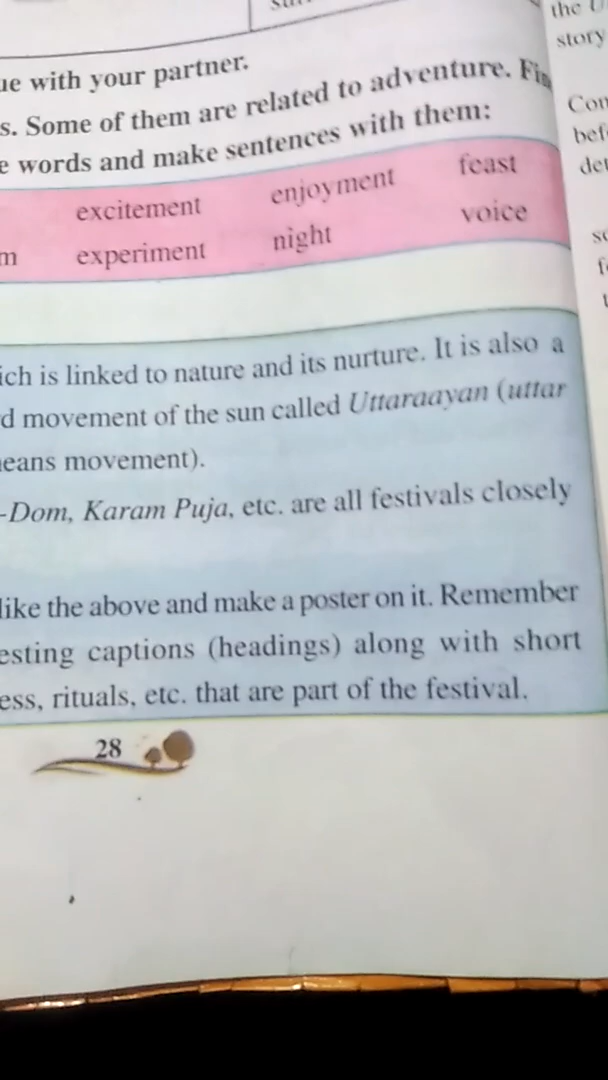 ue with your partner.
s. Some of them are related to adventure.
e words and make sentences with them:
excitement enjoyment feast
m experiment night voice
ich is linked to nature and its nurture. It is also a
d movement of the sun called Uttaraayan (uttar
eans movement).
-Dom, Karam Puja, etc. are all festivals closely
like the above and make a poster on it. Remember
esting captions (headings) along with short
ess, rituals, etc. that are part of the festival.
28
the
story